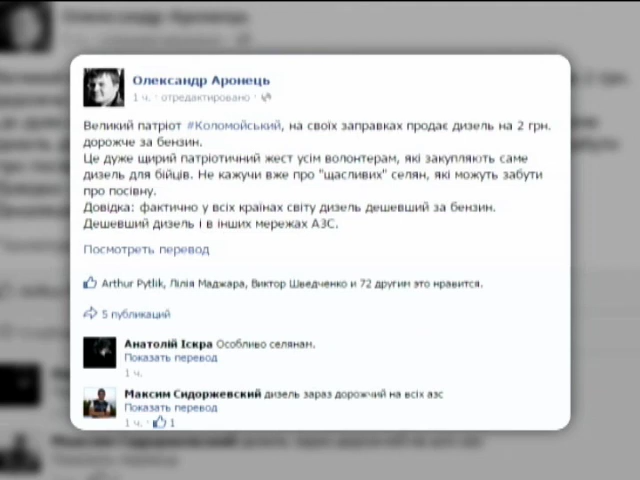 Олександр Аронець
1 ч. · отредактировано ·
Великий патріот #Коломойський, на своїх заправках продає дизель на 2 грн.
дорожче за бензин.
Це дуже щирий патріотичний жест усім волонтерам, які закупляють саме
дизель для бійців. Не кажучи вже про "щасливих" селян, які можуть забути
про посівну.
Довідка: фактично у всіх країнах світу дизель дешевший за бензин.
Дешевший дизель і в інших мережах АЗС.
Посмотреть перевод
Arthur Pytlik, Лілія Маджара, Виктор Шведченко и 72 другим это нравится.
5 публикаций
Анатолій Іскра Особливо селянам.
Показать перевод
1 ч.
Максим Сидоржевский дизель зараз дорожчий на всіх азс
Показать перевод
1 ч. · 1